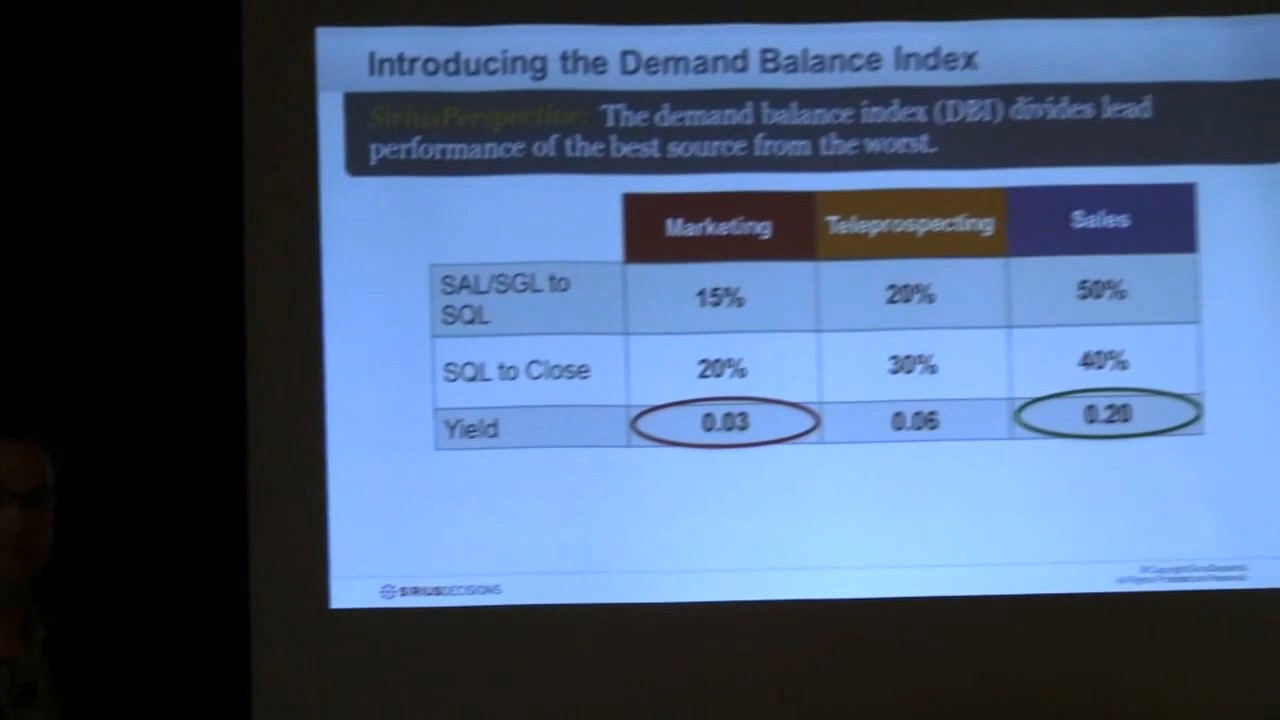 Introducing the Demand Balance Index
SiriusPerspective: The demand balance index (DBI) divides lead
performance of the best source from the worst.
Marketing Teleprospecting Sales
SAL/SGL to
SQL
15% 20% 50%
SQL to Close 20% 30% 40%
Yield 0.03 0.06 0.20
SIRIUSDECISIONS